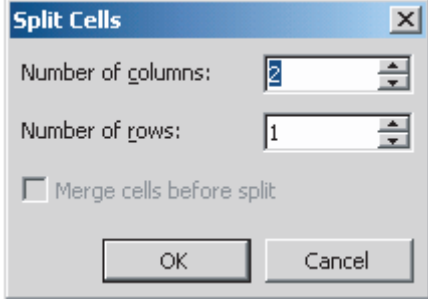 Split Cells
Number of columns: 2
Number of rows: 1
Merge cells before split
OK Cancel